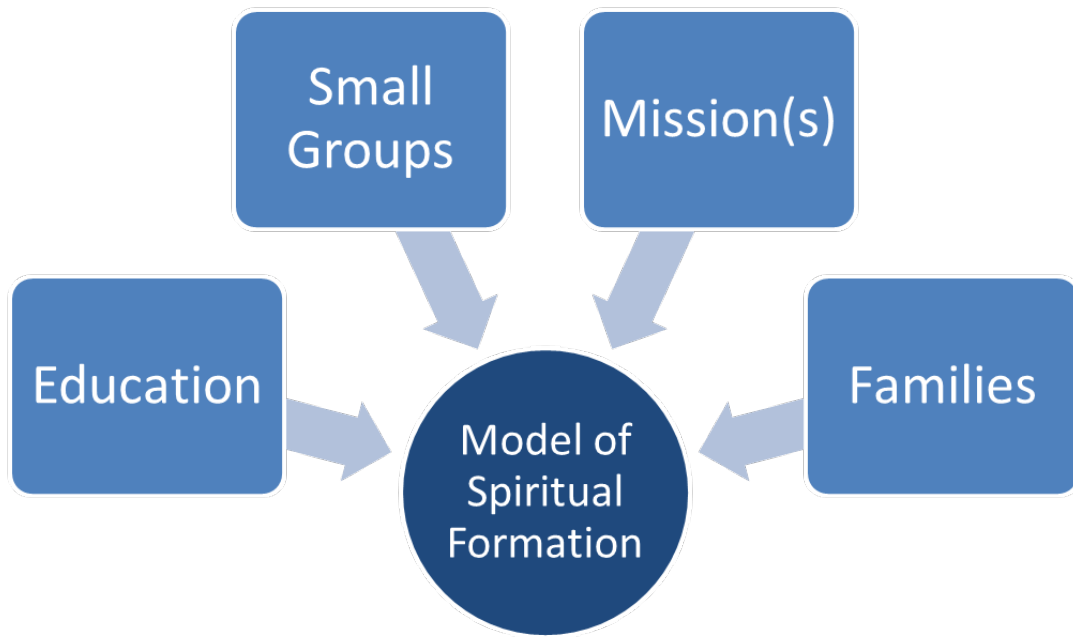 Small
Groups
Mission(s)
Education
Families
Model of
Spiritual
Formation